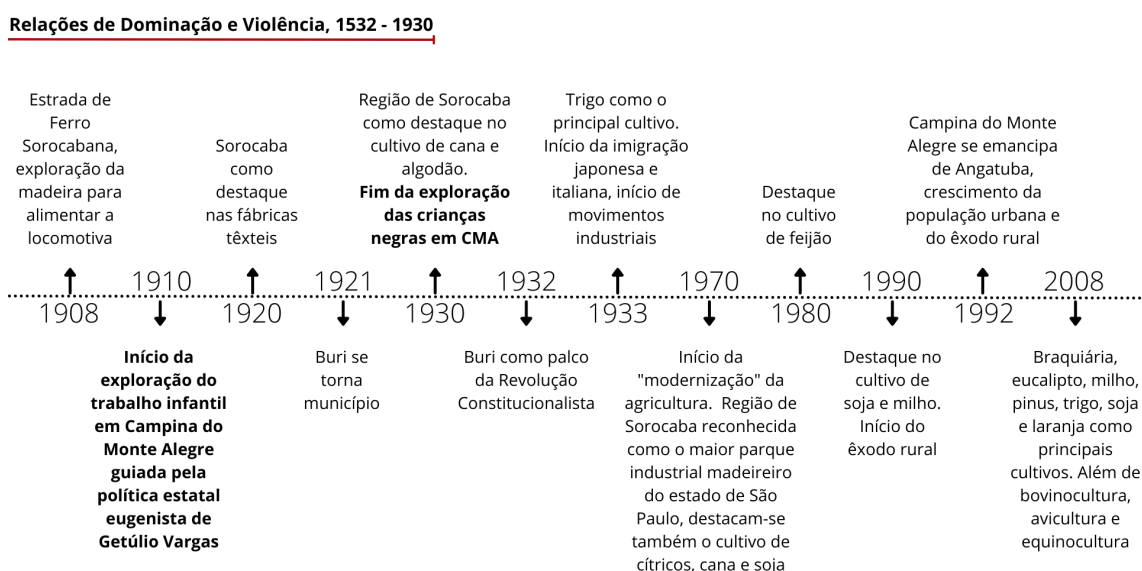 Relações de Dominação e Violência, 1532 - 1930
Estrada de
Ferro
Sorocabana,
exploração da
madeira para
alimentar a
locomotiva
1908
1910
Início da
exploração do
trabalho infantil
em Campina do
Monte Alegre
guiada pela
política estatal
eugenista de
Getúlio Vargas
Sorocaba
como
destaque
nas fábricas
têxteis
1920
1921
Buri se
torna
município
Região de Sorocaba
como destaque no
cultivo de cana e
algodão.
Fim da exploração
das crianças
negras em CMA
1930
1932
Buri como palco
da Revolução
Constitucionalista
Trigo como o
principal cultivo.
Início da imigração
japonesa e
italiana, início de
movimentos
industriais
1933
1970
Início da
"modernização" da
agricultura. Região de
Sorocaba reconhecida
como o maior parque
industrial madeireiro
do estado de São
Paulo, destacam-se
também o cultivo de
cítricos, cana e soja
Destaque
no cultivo
de feijão
1980
1990
Destaque no
cultivo de
soja e milho.
Início do
êxodo rural
Campina do Monte
Alegre se emancipa
de Angatuba,
crescimento da
população urbana e
do êxodo rural
1992
2008
Braquiária,
eucalipto, milho,
pinus, trigo, soja
e laranja como
principais
cultivos. Além de
bovinocultura,
avicultura e
equinocultura